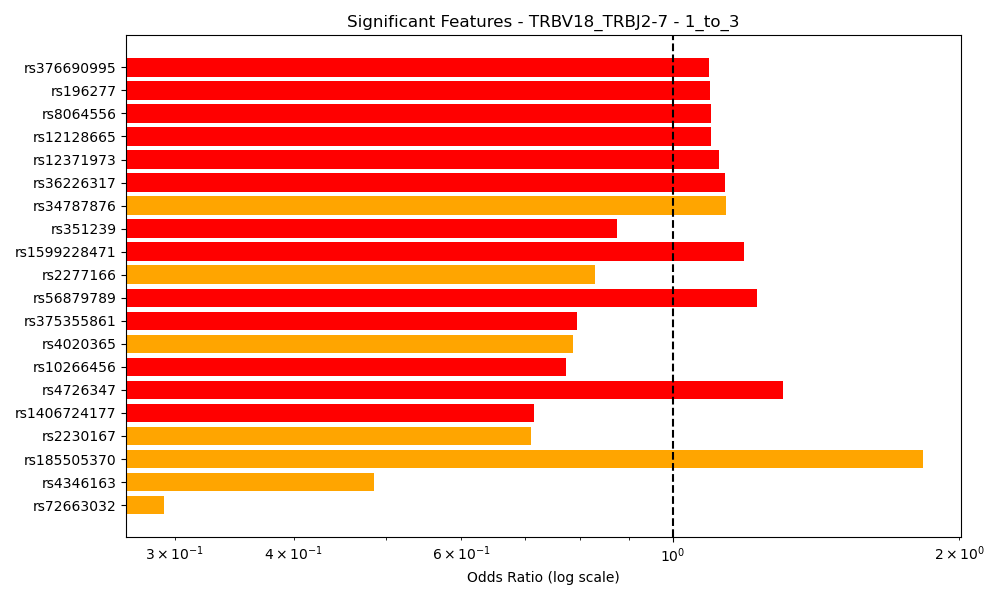 Significant Features - TRBV18_TRBJ2-7 - 1_to_3
rs376690995
rs196277
rs8064556
rs12128665
rs12371973
rs36226317
rs34787876
rs351239
rs1599228471
rs2277166
rs56879789
rs375355861
rs4020365
rs10266456
rs4726347
rs1406724177
rs2230167
rs185505370
rs4346163
rs72663032
3 × 10⁻¹ 4 × 10⁻¹ 6 × 10⁻¹ 10⁰ 2 × 10⁰
Odds Ratio (log scale)